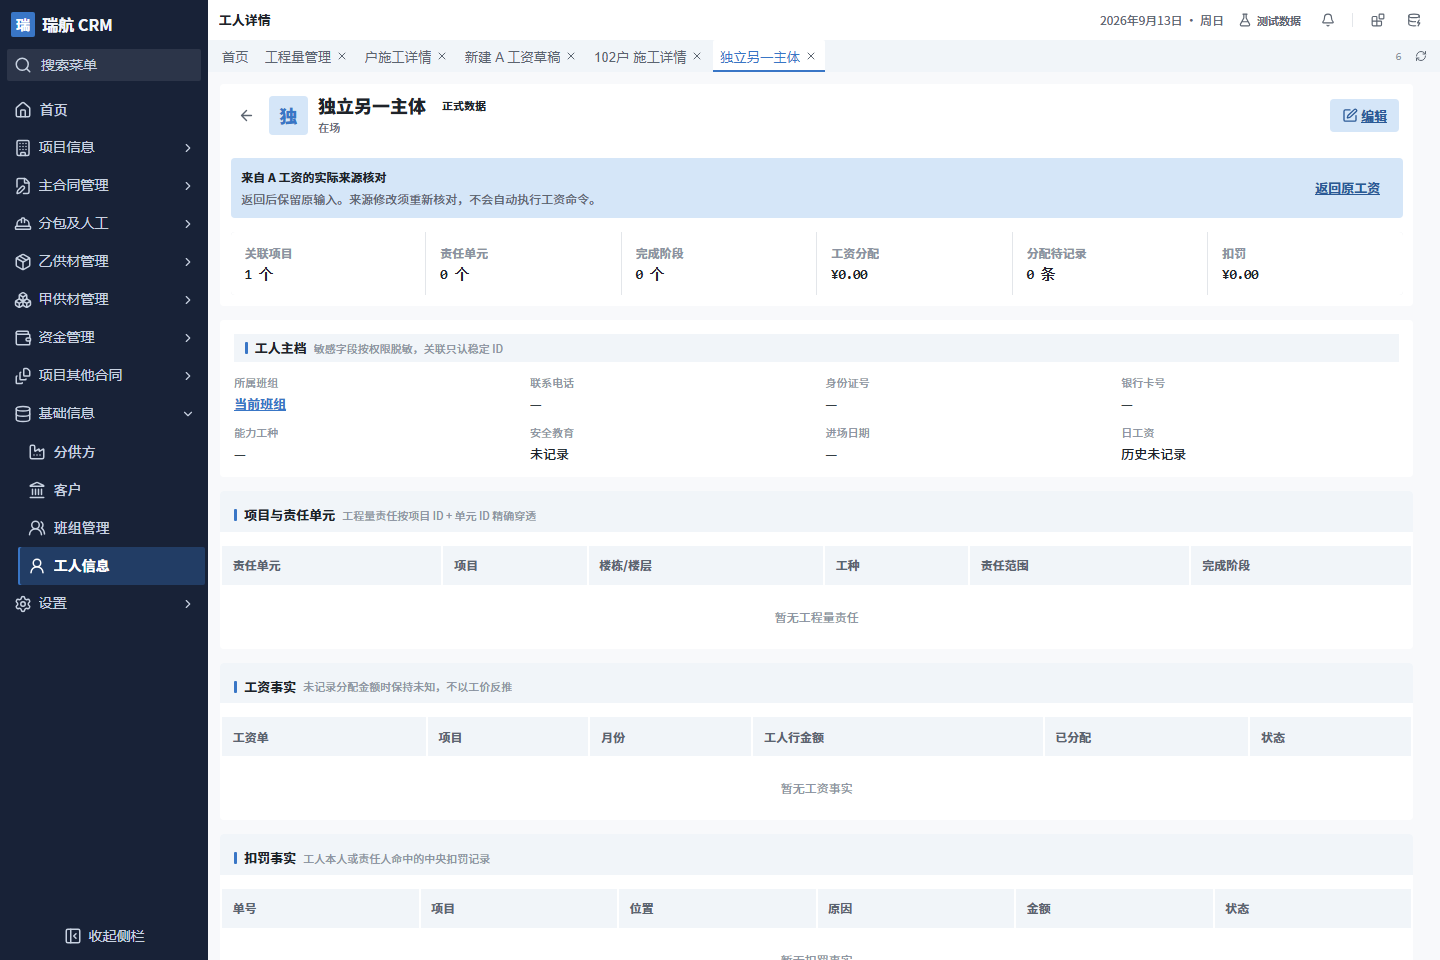 瑞 瑞航 CRM
搜索菜单
首页
项目信息
主合同管理
分包及人工
乙供材管理
甲供材管理
资金管理
项目其他合同
基础信息
分供方
客户
班组管理
工人信息
设置
收起侧栏
工人详情
2026年9月13日 • 周日 测试数据
首页 工程量管理 户施工详情 新建 A 工资草稿 102户 施工详情 独立另一主体 6
独 独立另一主体 正式数据
在场
编辑
来自 A 工资的实际来源核对
返回后保留原输入。来源修改须重新核对，不会自动执行工资命令。
返回原工资
关联项目 责任单元 完成阶段 工资分配 分配待记录 扣罚
1 个 0 个 0 个 ¥0.00 0 条 ¥0.00
工人主档 敏感字段按权限脱敏，关联只认稳定 ID
所属班组 联系电话 身份证号 银行卡号
当前班组 — — —
能力工种 安全教育 进场日期 日工资
— 未记录 — 历史未记录
项目与责任单元 工程量责任按项目 ID + 单元 ID 精确穿透
责任单元 项目 楼栋/楼层 工种 责任范围 完成阶段
暂无工程量责任
工资事实 未记录分配金额时保持未知，不以工价反推
工资单 项目 月份 工人行金额 已分配 状态
暂无工资事实
扣罚事实 工人本人或责任人命中的中央扣罚记录
单号 项目 位置 原因 金额 状态
暂无扣罚事实